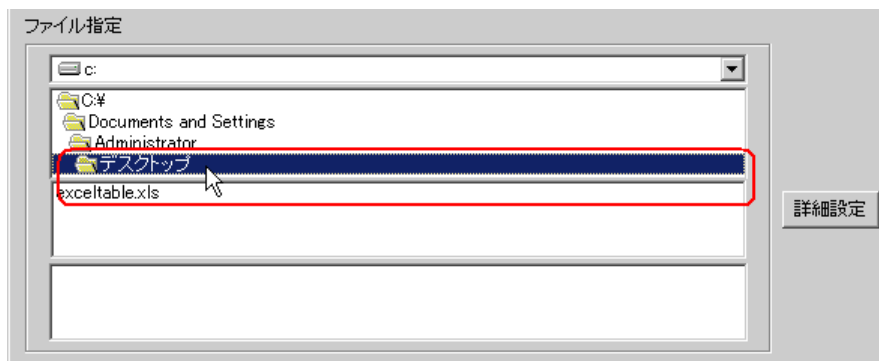 ファイル指定
c:
C:¥
Documents and Settings
Administrator
デスクトップ
exceltable.xls
詳細設定